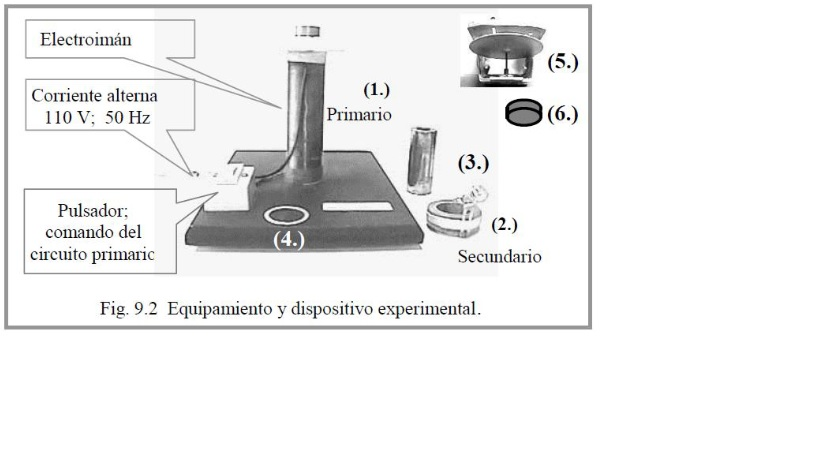 Electroimán
Corriente alterna
110 V; 50 Hz
Pulsador;
comando del
circuito primario
(1.)
Primario
(3.)
(2.)
Secundario
(4.)
(5.)
(6.)
Fig. 9.2 Equipamiento y dispositivo experimental.